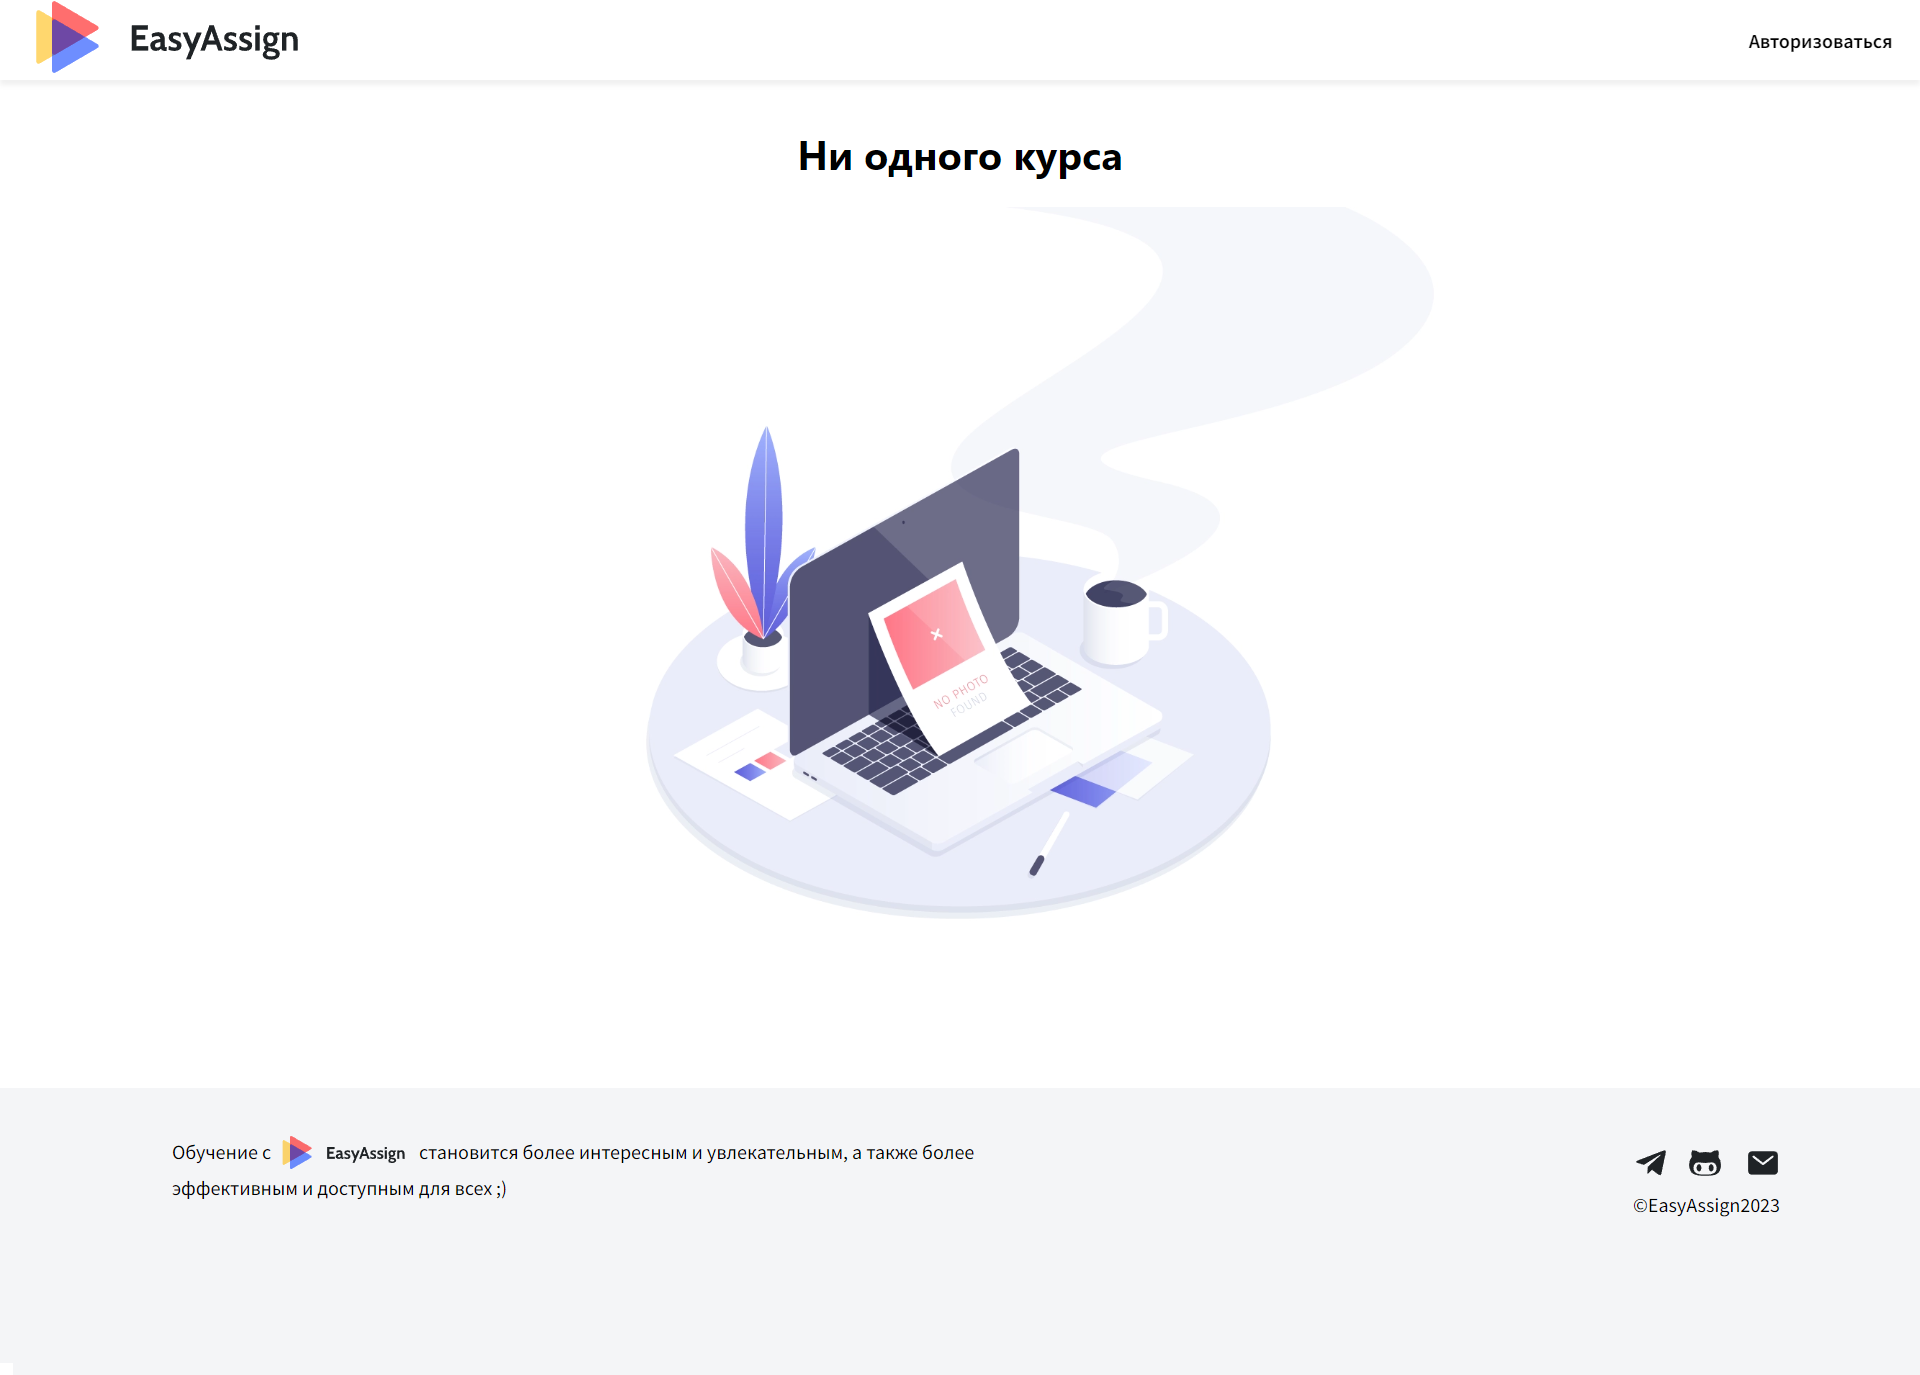 EasyAssign
Авторизоваться
Ни одного курса
NO PHOTO
FOUND
Обучение с EasyAssign становится более интересным и увлекательным, а также более
эффективным и доступным для всех ;)
©EasyAssign2023